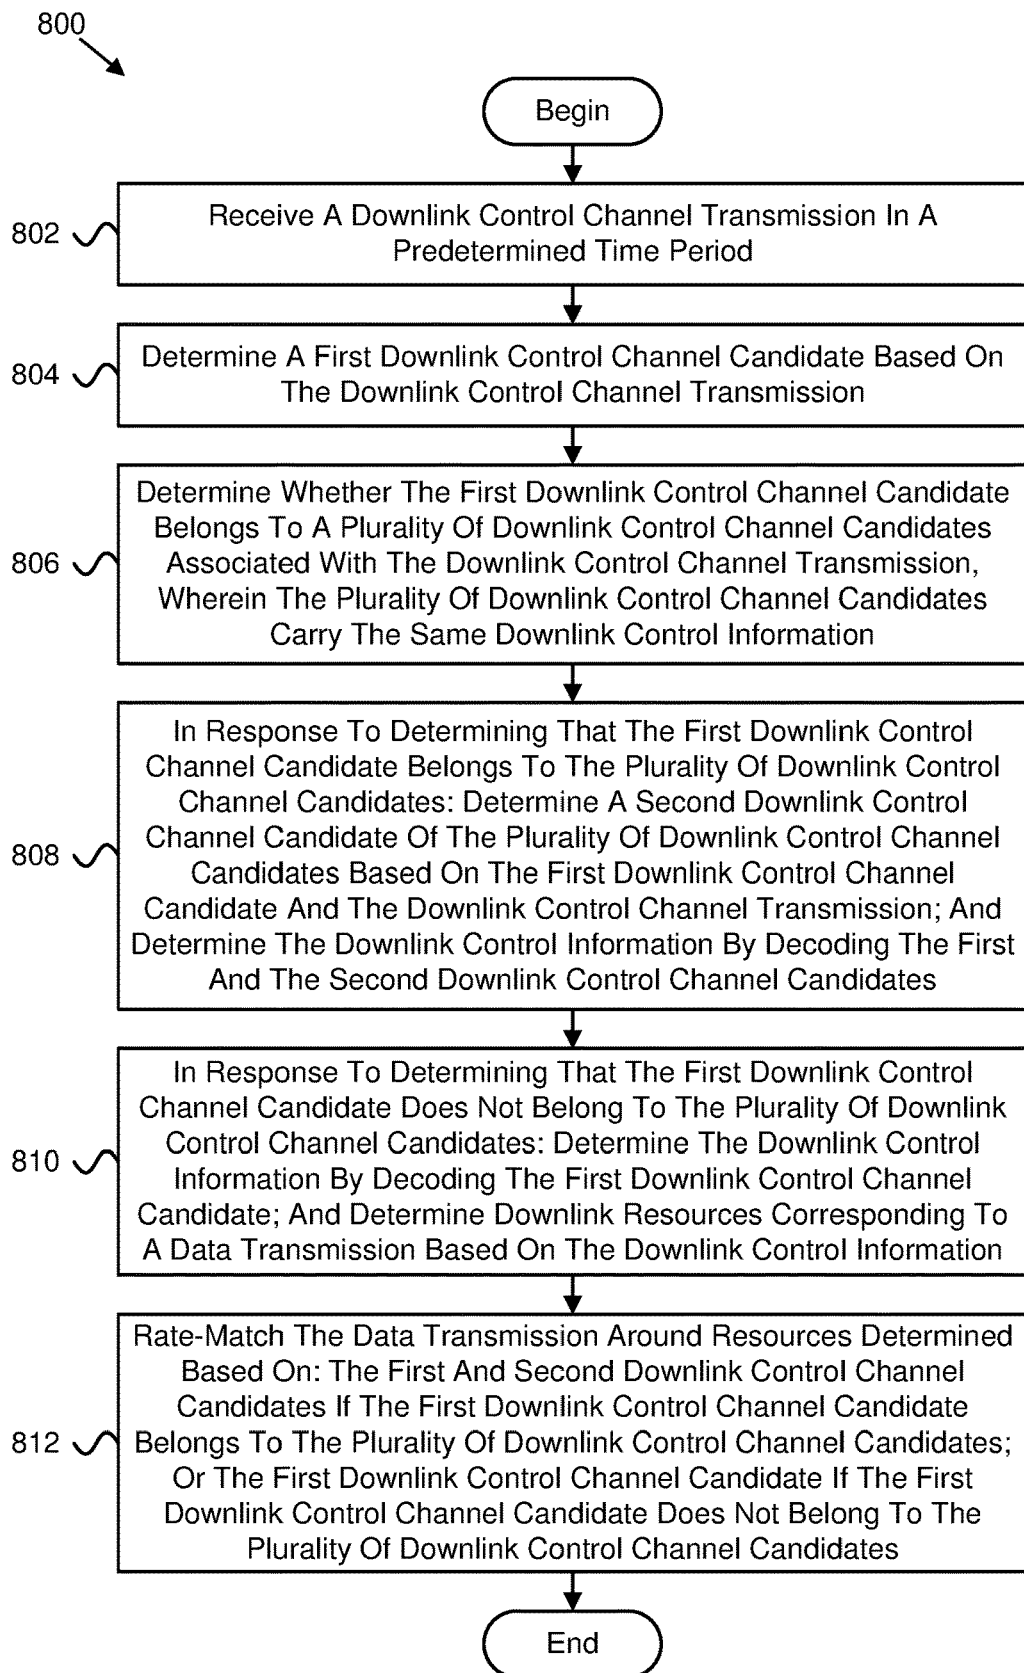 800
Begin
802
Receive A Downlink Control Channel Transmission In A
Predetermined Time Period
804
Determine A First Downlink Control Channel Candidate Based On
The Downlink Control Channel Transmission
806
Determine Whether The First Downlink Control Channel Candidate
Belongs To A Plurality Of Downlink Control Channel Candidates
Associated With The Downlink Control Channel Transmission,
Wherein The Plurality Of Downlink Control Channel Candidates
Carry The Same Downlink Control Information
808
In Response To Determining That The First Downlink Control
Channel Candidate Belongs To The Plurality Of Downlink Control
Channel Candidates: Determine A Second Downlink Control
Channel Candidate Of The Plurality Of Downlink Control Channel
Candidates Based On The First Downlink Control Channel
Candidate And The Downlink Control Channel Transmission; And
Determine The Downlink Control Information By Decoding The First
And The Second Downlink Control Channel Candidates
810
In Response To Determining That The First Downlink Control
Channel Candidate Does Not Belong To The Plurality Of Downlink
Control Channel Candidates: Determine The Downlink Control
Information By Decoding The First Downlink Control Channel
Candidate; And Determine Downlink Resources Corresponding To
A Data Transmission Based On The Downlink Control Information
812
Rate-Match The Data Transmission Around Resources Determined
Based On: The First And Second Downlink Control Channel
Candidates If The First Downlink Control Channel Candidate
Belongs To The Plurality Of Downlink Control Channel Candidates;
Or The First Downlink Control Channel Candidate If The First
Downlink Control Channel Candidate Does Not Belong To The
Plurality Of Downlink Control Channel Candidates
End